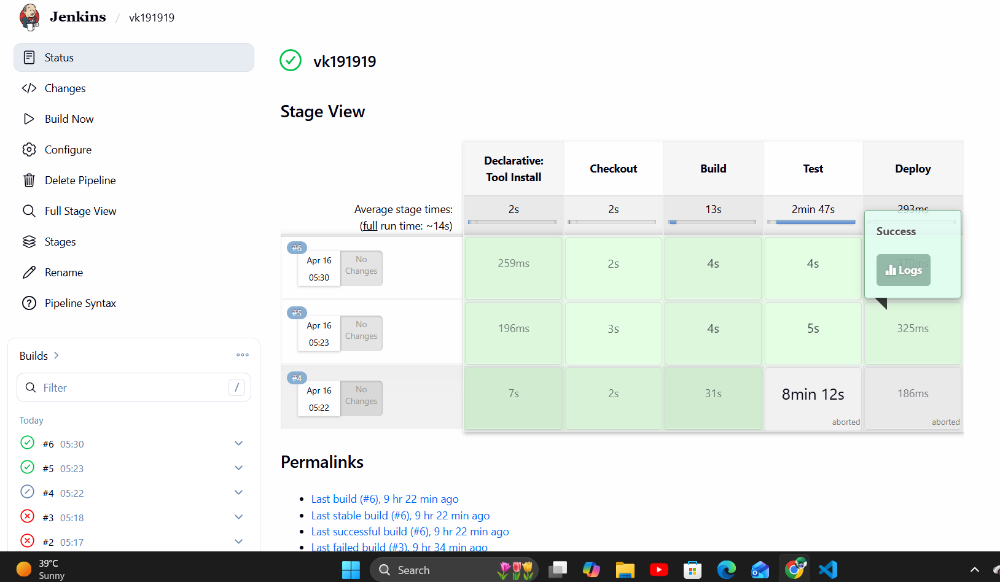 Jenkins / vk191919
Status
Changes
Build Now
Configure
Delete Pipeline
Full Stage View
Stages
Rename
Pipeline Syntax
Builds
Filter /
Today
#6 05:30
#5 05:23
#4 05:22
#3 05:18
#2 05:17
vk191919
Stage View
Declarative: Checkout Build Test Deploy
Tool Install
Average stage times: 2s 2s 13s 2min 47s 293ms
(full run time: ~14s)
#6
Apr 16 No
05:30 Changes
259ms 2s 4s 4s 370ms
Success
Logs
#5
Apr 16 No
05:23 Changes
196ms 3s 4s 5s 325ms
#4
Apr 16 No
05:22 Changes
7s 2s 31s 8min 12s 186ms
aborted aborted
Permalinks
Last build (#6), 9 hr 22 min ago
Last stable build (#6), 9 hr 22 min ago
Last successful build (#6), 9 hr 22 min ago
Last failed build (#3), 9 hr 34 min ago
39°C
Sunny
Search